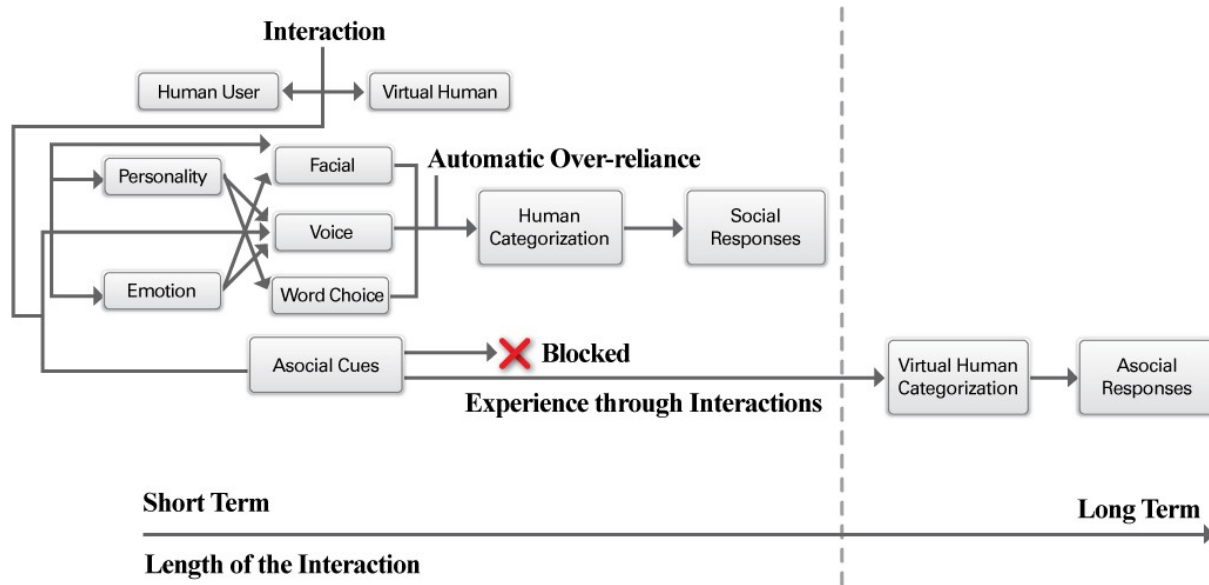 Interaction
Human User
Virtual Human
Personality
Facial
Automatic Over-reliance
Human
Categorization
Social
Responses
Voice
Emotion
Word Choice
Asocial Cues
Blocked
Virtual Human
Categorization
Asocial
Responses
Experience through Interactions
Short Term
Long Term
Length of the Interaction